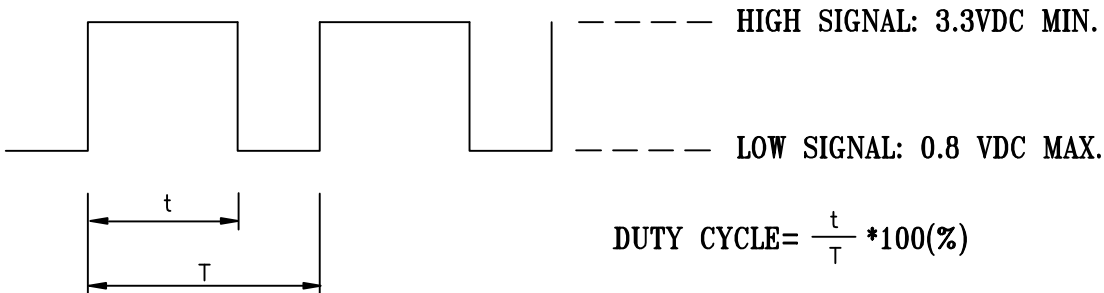 HIGH SIGNAL: 3.3VDC MIN.
LOW SIGNAL: 0.8 VDC MAX.
t
T
DUTY CYCLE= t/T *100(%)